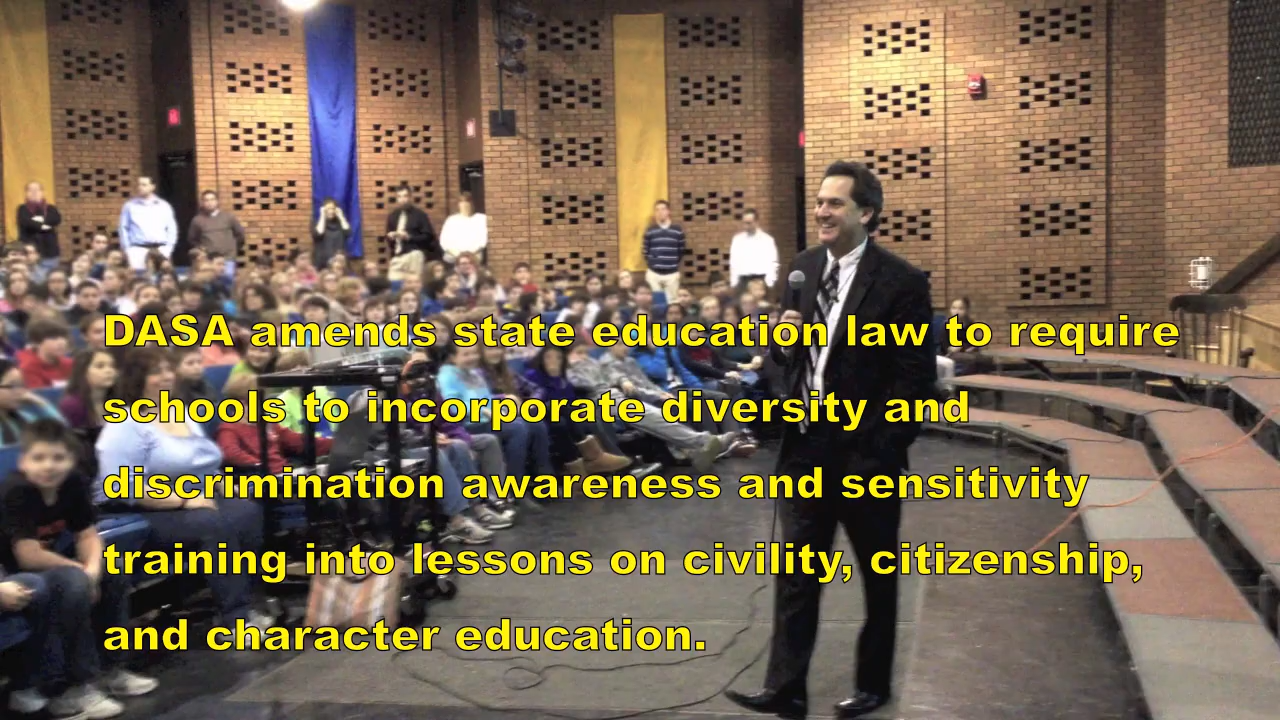 DASA amends state education law to require
schools to incorporate diversity and
discrimination awareness and sensitivity
training into lessons on civility, citizenship,
and character education.